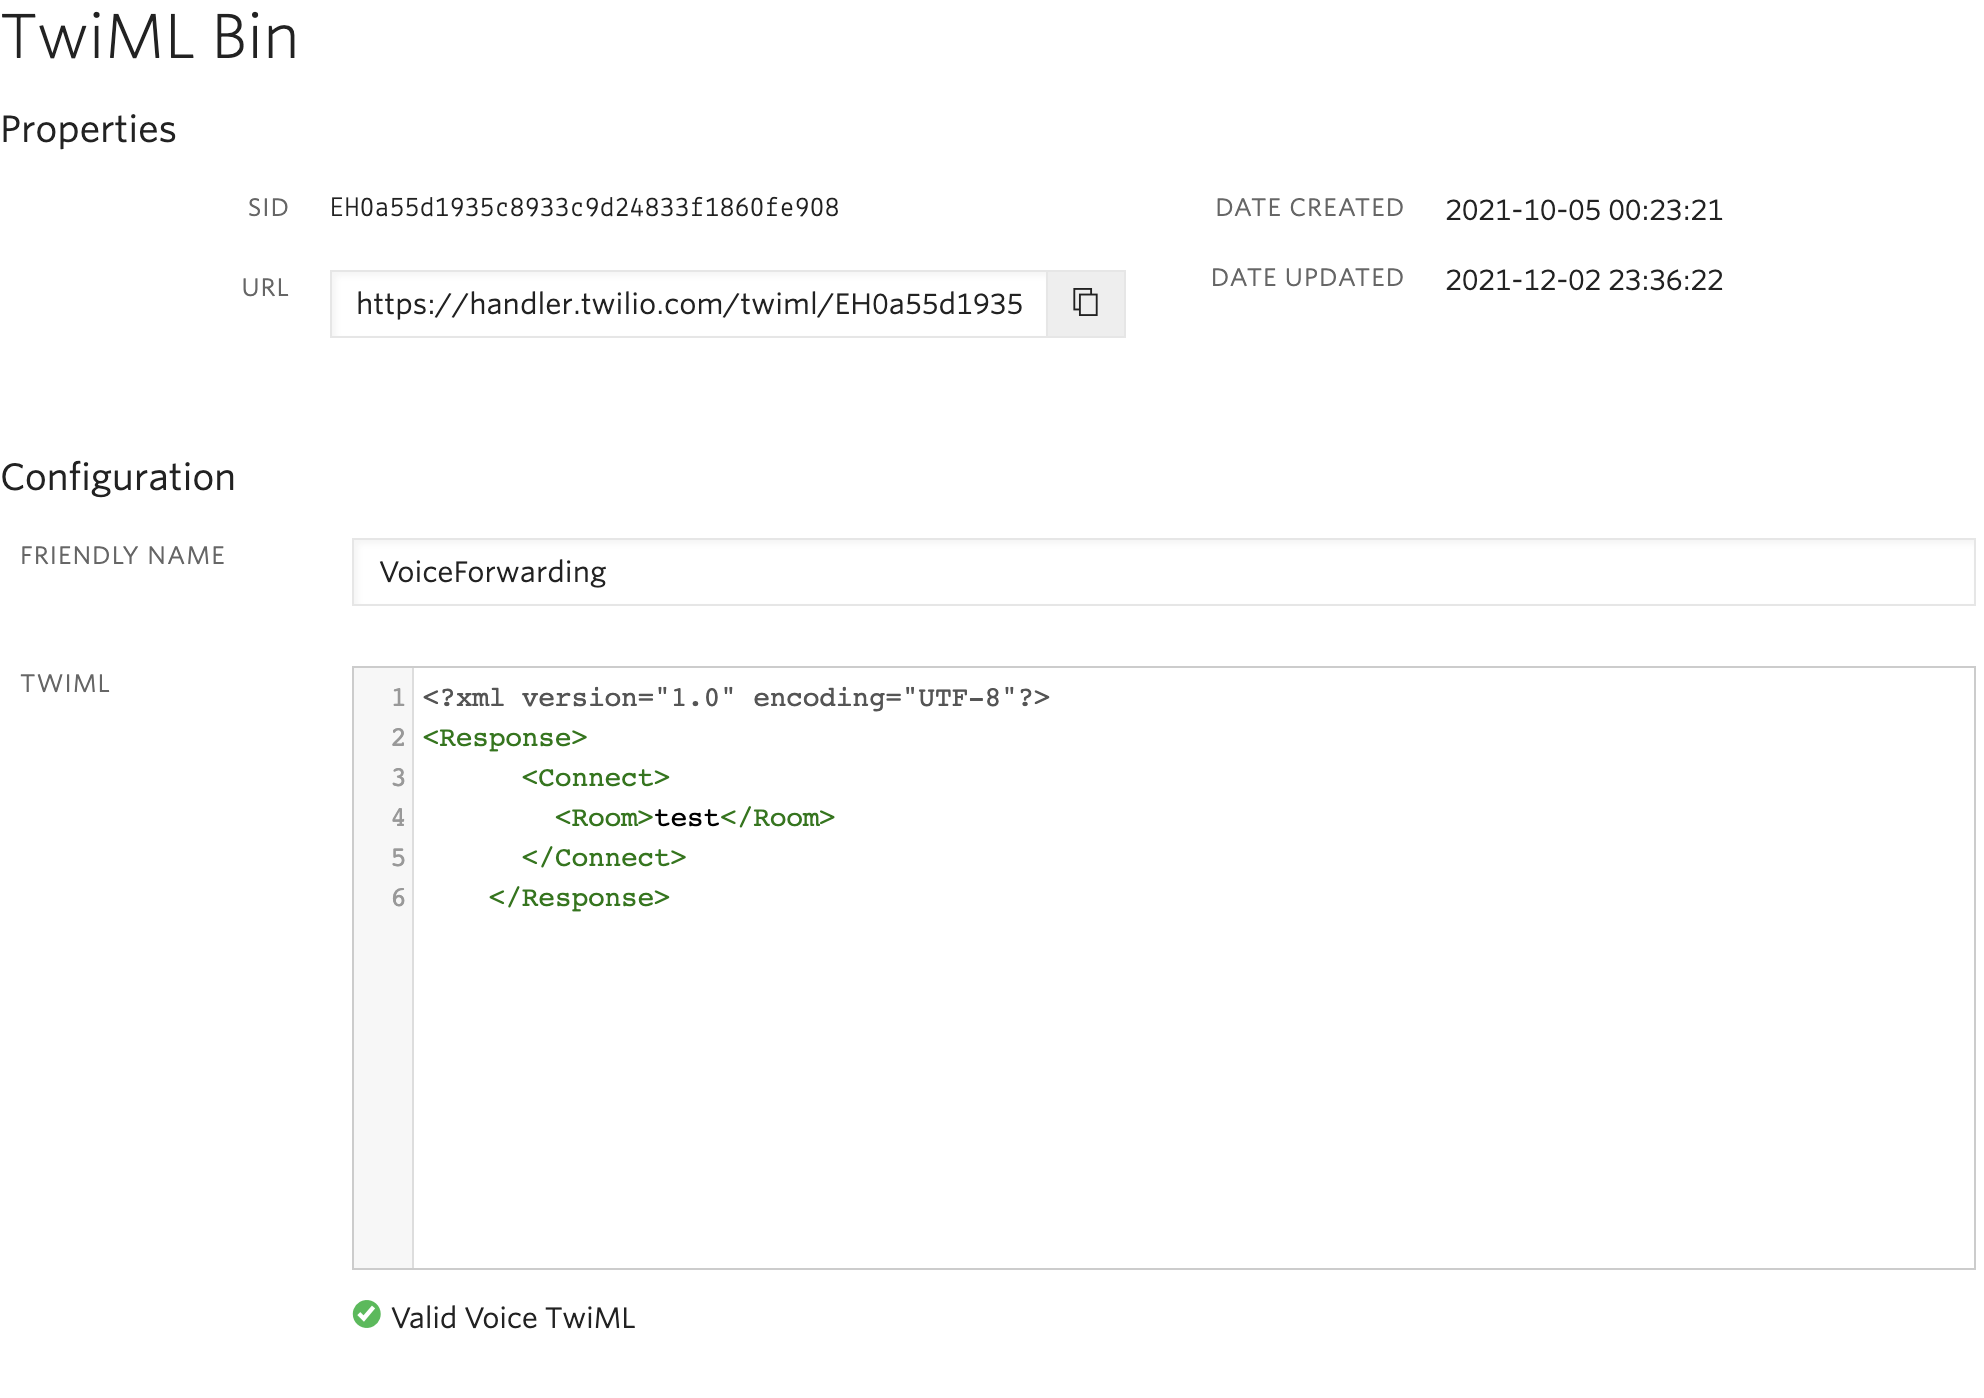 TwiML Bin
Properties
SID EH0a55d1935c8933c9d24833f1860fe908
DATE CREATED 2021-10-05 00:23:21
URL https://handler.twilio.com/twiml/EH0a55d1935
DATE UPDATED 2021-12-02 23:36:22
Configuration
FRIENDLY NAME VoiceForwarding
TWIML
1 <?xml version="1.0" encoding="UTF-8"?>
2 <Response>
3       <Connect>
4         <Room>test</Room>
5       </Connect>
6     </Response>
Valid Voice TwiML